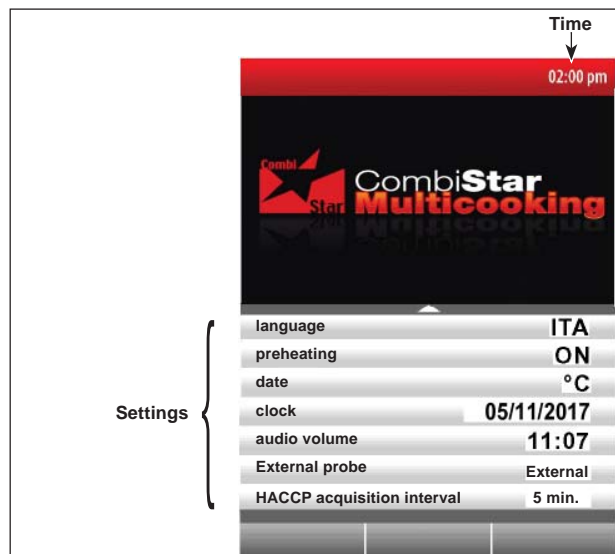 Time
02:00 pm
Combi
Star
CombiStar
Multicooking
Settings
language ITA
preheating ON
date °C
clock 05/11/2017
audio volume 11:07
External probe External
HACCP acquisition interval 5 min.